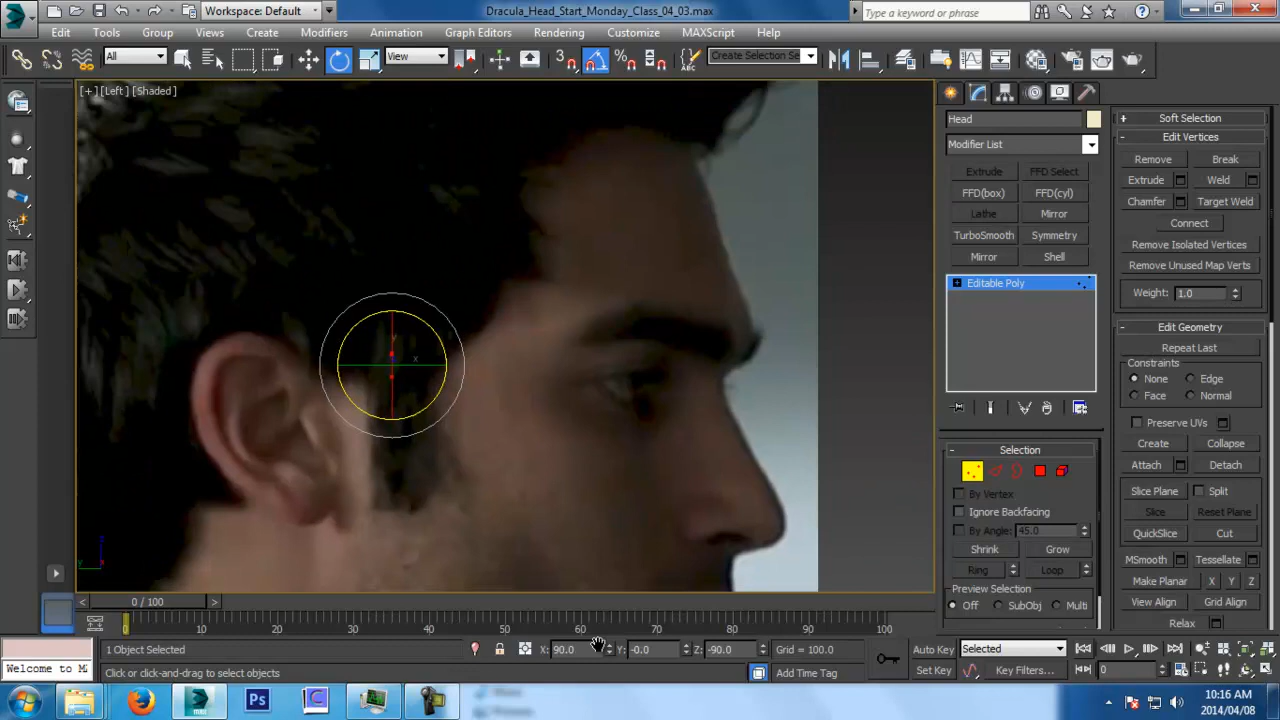 Workspace: Default
Dracula_Head_Start_Monday_Class_04_03.max
Type a keyword or phrase
Edit Tools Group Views Create Modifiers Animation Graph Editors Rendering Customize MAXScript Help
All View 3 Create Selection Se
[+] [Left] [Shaded]
x
y
z
y
Head
Modifier List
Extrude FFD Select
FFD(box) FFD(cyl)
Lathe Mirror
TurboSmooth Symmetry
Mirror Shell
Editable Poly
Selection
By Vertex
Ignore Backfacing
By Angle: 45.0
Shrink Grow
Ring Loop
Preview Selection
Off SubObj Multi
Soft Selection
Edit Vertices
Remove Break
Extrude Weld
Chamfer Target Weld
Connect
Remove Isolated Vertices
Remove Unused Map Verts
Weight: 1.0
Edit Geometry
Repeat Last
Constraints
None Edge
Face Normal
Preserve UVs
Create Collapse
Attach Detach
Slice Plane Split
Slice Reset Plane
QuickSlice Cut
MSmooth Tessellate
Make Planar X Y Z
View Align Grid Align
Relax
0 / 100
0 10 20 30 40 50 60 70 80 90 100
1 Object Selected X: 90.0 Y: -0.0 Z: -90.0 Grid = 100.0 Auto Key Selected
Welcome to M Click or click-and-drag to select objects Add Time Tag Set Key Key Filters... 0
Ps
10:16 AM
2014/04/08